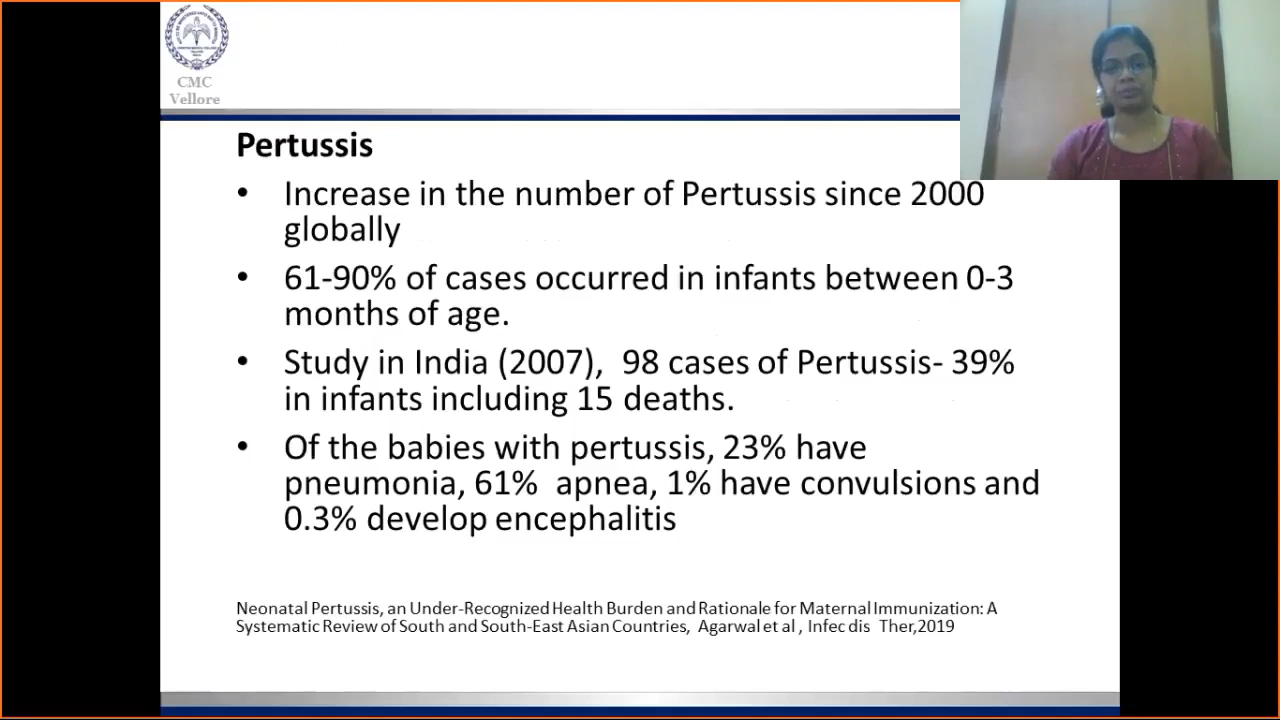 CMC
Vellore
Pertussis
• Increase in the number of Pertussis since 2000
globally
• 61-90% of cases occurred in infants between 0-3
months of age.
• Study in India (2007), 98 cases of Pertussis- 39%
in infants including 15 deaths.
• Of the babies with pertussis, 23% have
pneumonia, 61% apnea, 1% have convulsions and
0.3% develop encephalitis
Neonatal Pertussis, an Under-Recognized Health Burden and Rationale for Maternal Immunization: A
Systematic Review of South and South-East Asian Countries, Agarwal et al , Infec dis Ther,2019